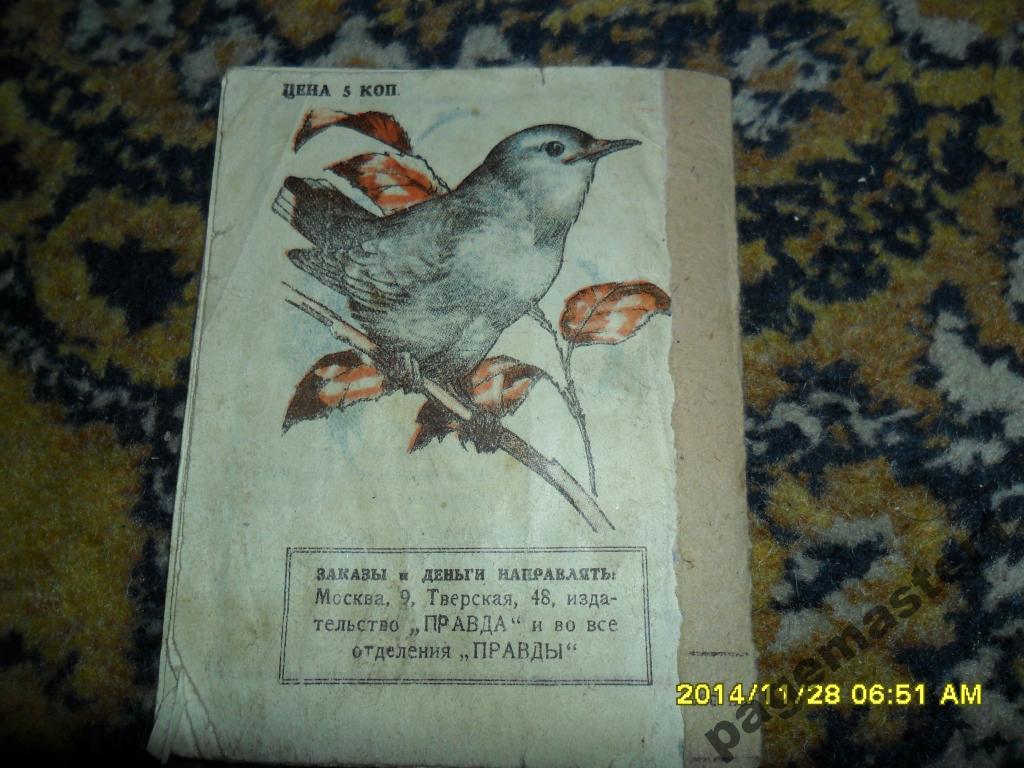 ЦЕНА 5 КОП.
ЗАКАЗЫ и ДЕНЬГИ НАПРАВЛЯТЬ:
Москва, 9, Тверская, 48, изда-
тельство „ПРАВДА“ и во все
отделения „ПРАВДЫ“
2014/11/28 06:51 AM
pagemaster